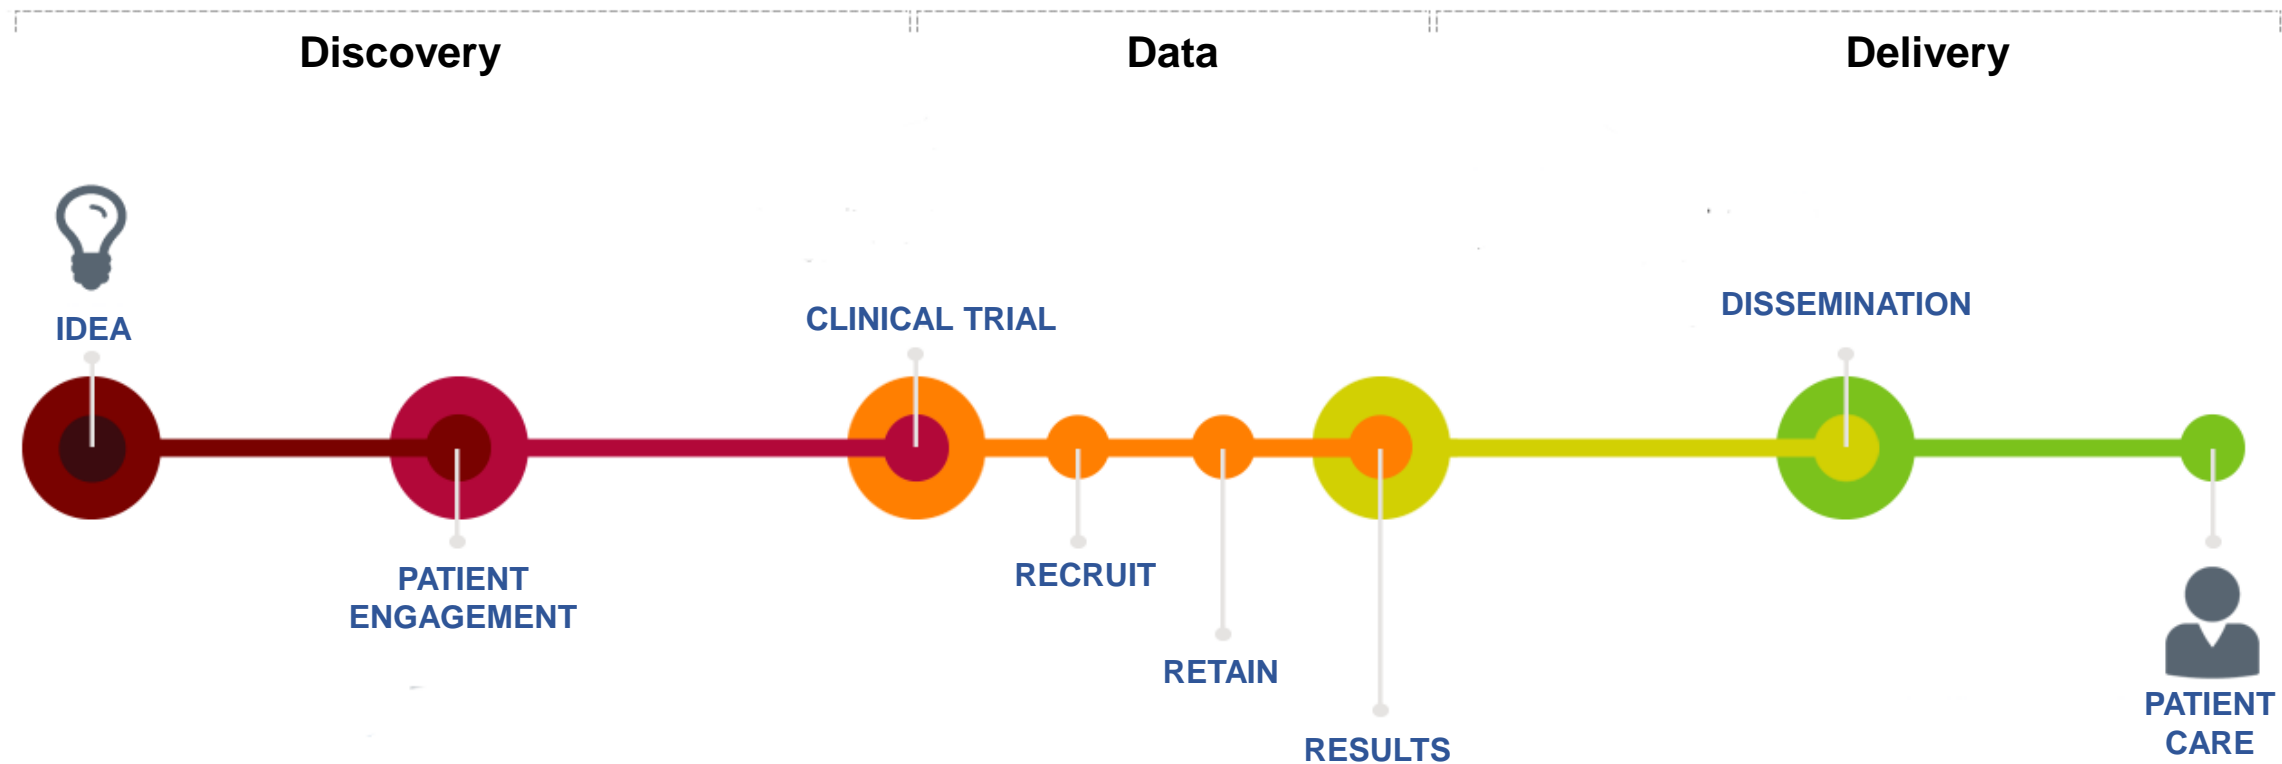 Discovery
Data
Delivery
IDEA
CLINICAL TRIAL
DISSEMINATION
PATIENT
ENGAGEMENT
RECRUIT
RETAIN
RESULTS
PATIENT
CARE